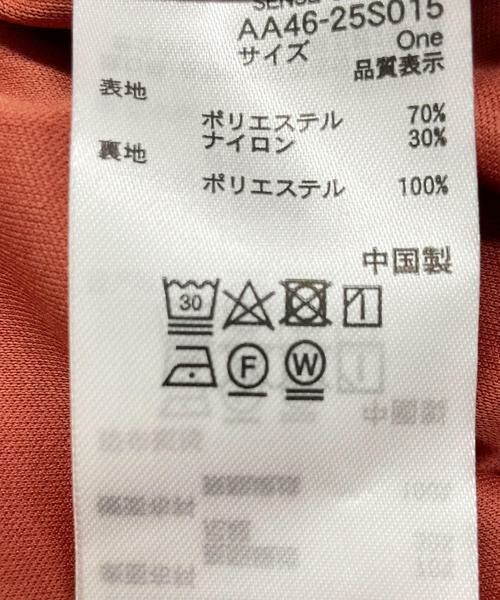 AA46-25S015
サイズ One
品質表示
表地
ポリエステル 70%
ナイロン 30%
裏地
ポリエステル 100%
中国製
30
F W